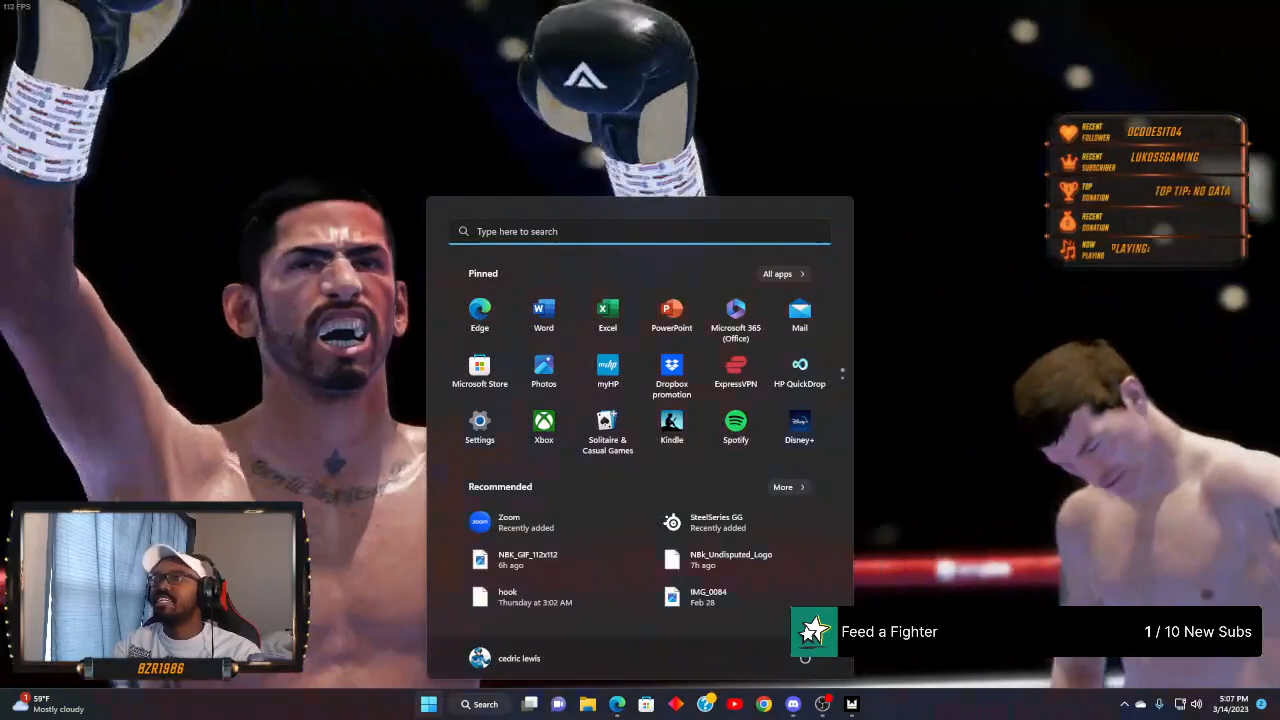 112 FPS
RECENT FOLLOWER
OCODESITO4
RECENT SUBSCRIBER
LUKOSSGAMING
TOP DONATION
TOP TIP: NO DATA
RECENT DONATION
NOW PLAYING
PLAYING:
Type here to search
Pinned
All apps
Edge
Word
Excel
PowerPoint
Microsoft 365 (Office)
Mail
Microsoft Store
Photos
myHP
Dropbox promotion
ExpressVPN
HP QuickDrop
Settings
Xbox
Solitaire & Casual Games
Kindle
Spotify
Disney+
Recommended
More
Zoom
Recently added
SteelSeries GG
Recently added
NBK_GIF_112x112
6h ago
NBk_Undisputed_Logo
7h ago
hook
Thursday at 3:02 AM
IMG_0084
Feb 28
Feed a Fighter
1 / 10 New Subs
cedric lewis
BZR1986
59°F
Mostly cloudy
Search
5:07 PM
3/14/2023